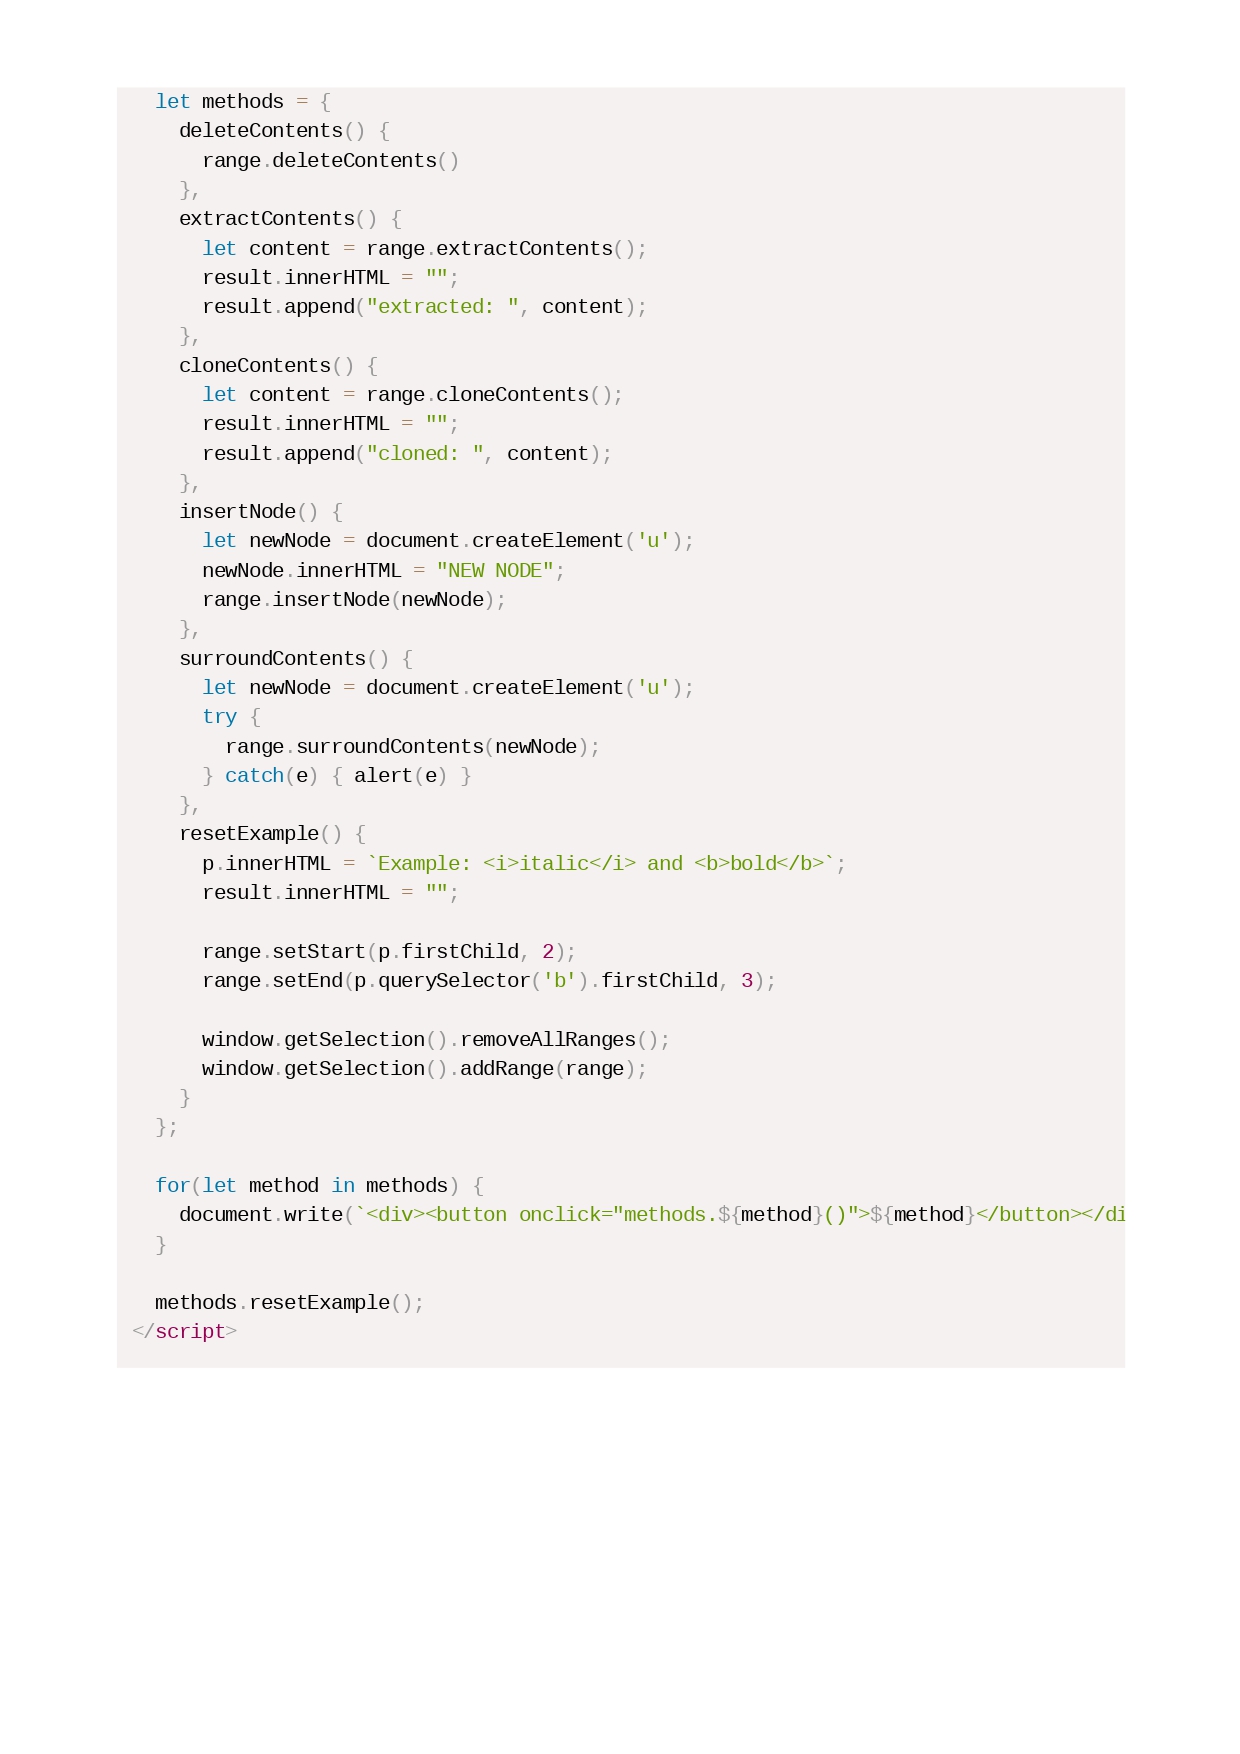 let methods = {
deleteContents() {
range.deleteContents()
},
extractContents() {
let content = range.extractContents();
result.innerHTML = "";
result.append("extracted: ", content);
},
cloneContents() {
let content = range.cloneContents();
result.innerHTML = "";
result.append("cloned: ", content);
},
insertNode() {
let newNode = document.createElement('u');
newNode.innerHTML = "NEW NODE";
range.insertNode(newNode);
},
surroundContents() {
let newNode = document.createElement('u');
try {
range.surroundContents(newNode);
} catch(e) { alert(e) }
},
resetExample() {
p.innerHTML = `Example: <i>italic</i> and <b>bold</b>`;
result.innerHTML = "";
range.setStart(p.firstChild, 2);
range.setEnd(p.querySelector('b').firstChild, 3);
window.getSelection().removeAllRanges();
window.getSelection().addRange(range);
}
};
for(let method in methods) {
document.write(`<div><button onclick="methods.${method}()">${method}</button></di
}
methods.resetExample();
</script>